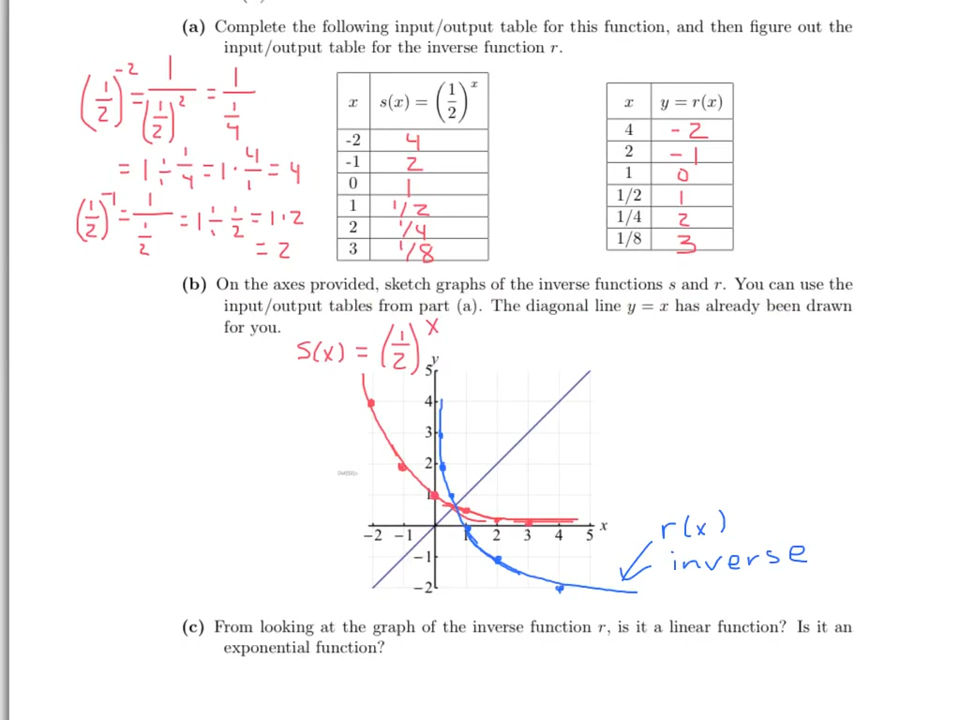 (a) Complete the following input/output table for this function, and then figure out the
input/output table for the inverse function r.
(1/2)^-2 = 1/(1/2)^2 = 1/(1/4)
= 1 ÷ 1/4 = 1 · 4/1 = 4
(1/2)^-1 = 1/(1/2) = 1 ÷ 1/2 = 1 · 2
= 2
x s(x) = (1/2)^x
-2 4
-1 2
0 1
1 1/2
2 1/4
3 1/8
x y = r(x)
4 -2
2 -1
1 0
1/2 1
1/4 2
1/8 3
(b) On the axes provided, sketch graphs of the inverse functions s and r. You can use the
input/output tables from part (a). The diagonal line y = x has already been drawn
for you.
S(x) = (1/2)^x
y
5
4
3
2
1
-2 -1 1 2 3 4 5 x
-1
-2
r(x)
inverse
(c) From looking at the graph of the inverse function r, is it a linear function? Is it an
exponential function?